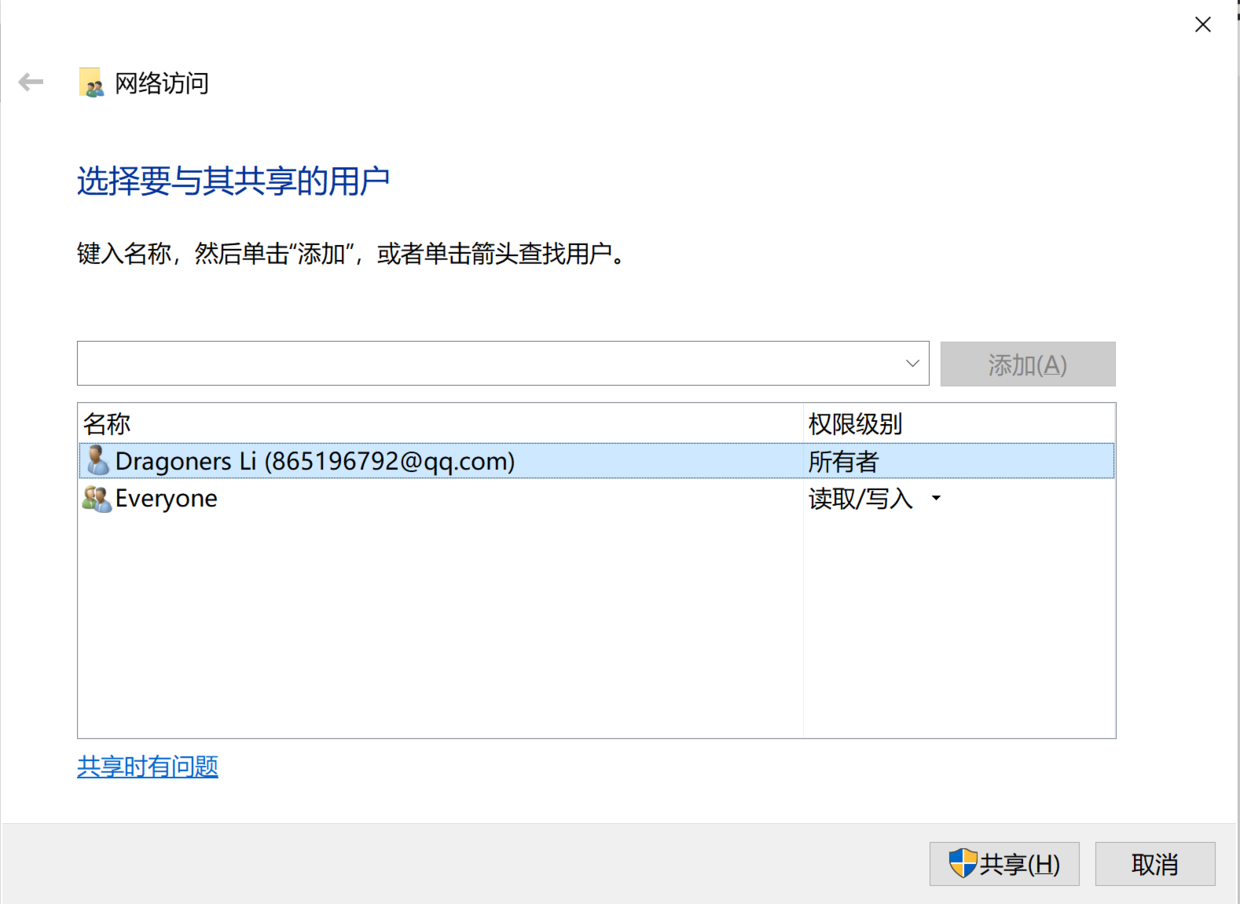 网络访问
选择要与其共享的用户
键入名称，然后单击“添加”，或者单击箭头查找用户。
添加(A)
名称 权限级别
Dragoners Li (865196792@qq.com) 所有者
Everyone 读取/写入
共享时有问题
共享(H) 取消